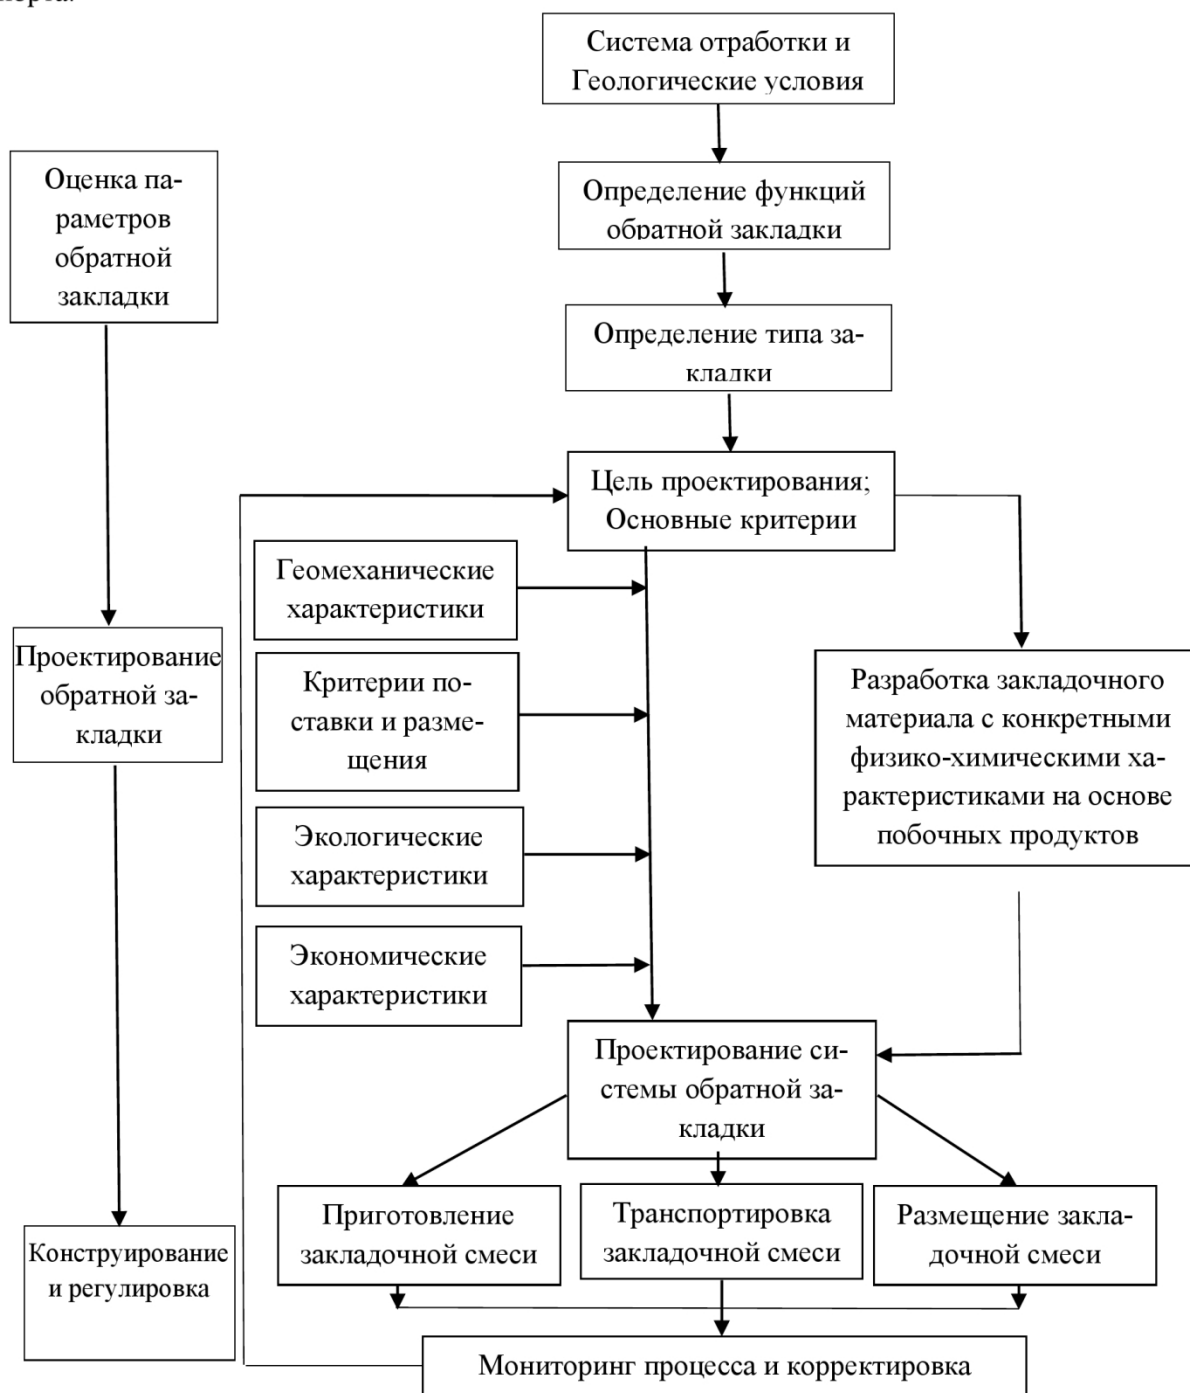 Система отработки и
Геологические условия
Оценка па-
раметров
обратной
закладки
Определение функций
обратной закладки
Определение типа за-
кладки
Цель проектирования;
Основные критерии
Геомеханические
характеристики
Критерии по-
ставки и разме-
щения
Экологические
характеристики
Экономические
характеристики
Проектирование
обратной за-
кладки
Разработка закладочного
материала с конкретными
физико-химическими ха-
рактеристиками на основе
побочных продуктов
Проектирование си-
стемы обратной за-
кладки
Приготовление
закладочной смеси
Транспортировка
закладочной смеси
Размещение закла-
дочной смеси
Конструирование
и регулировка
Мониторинг процесса и корректировка